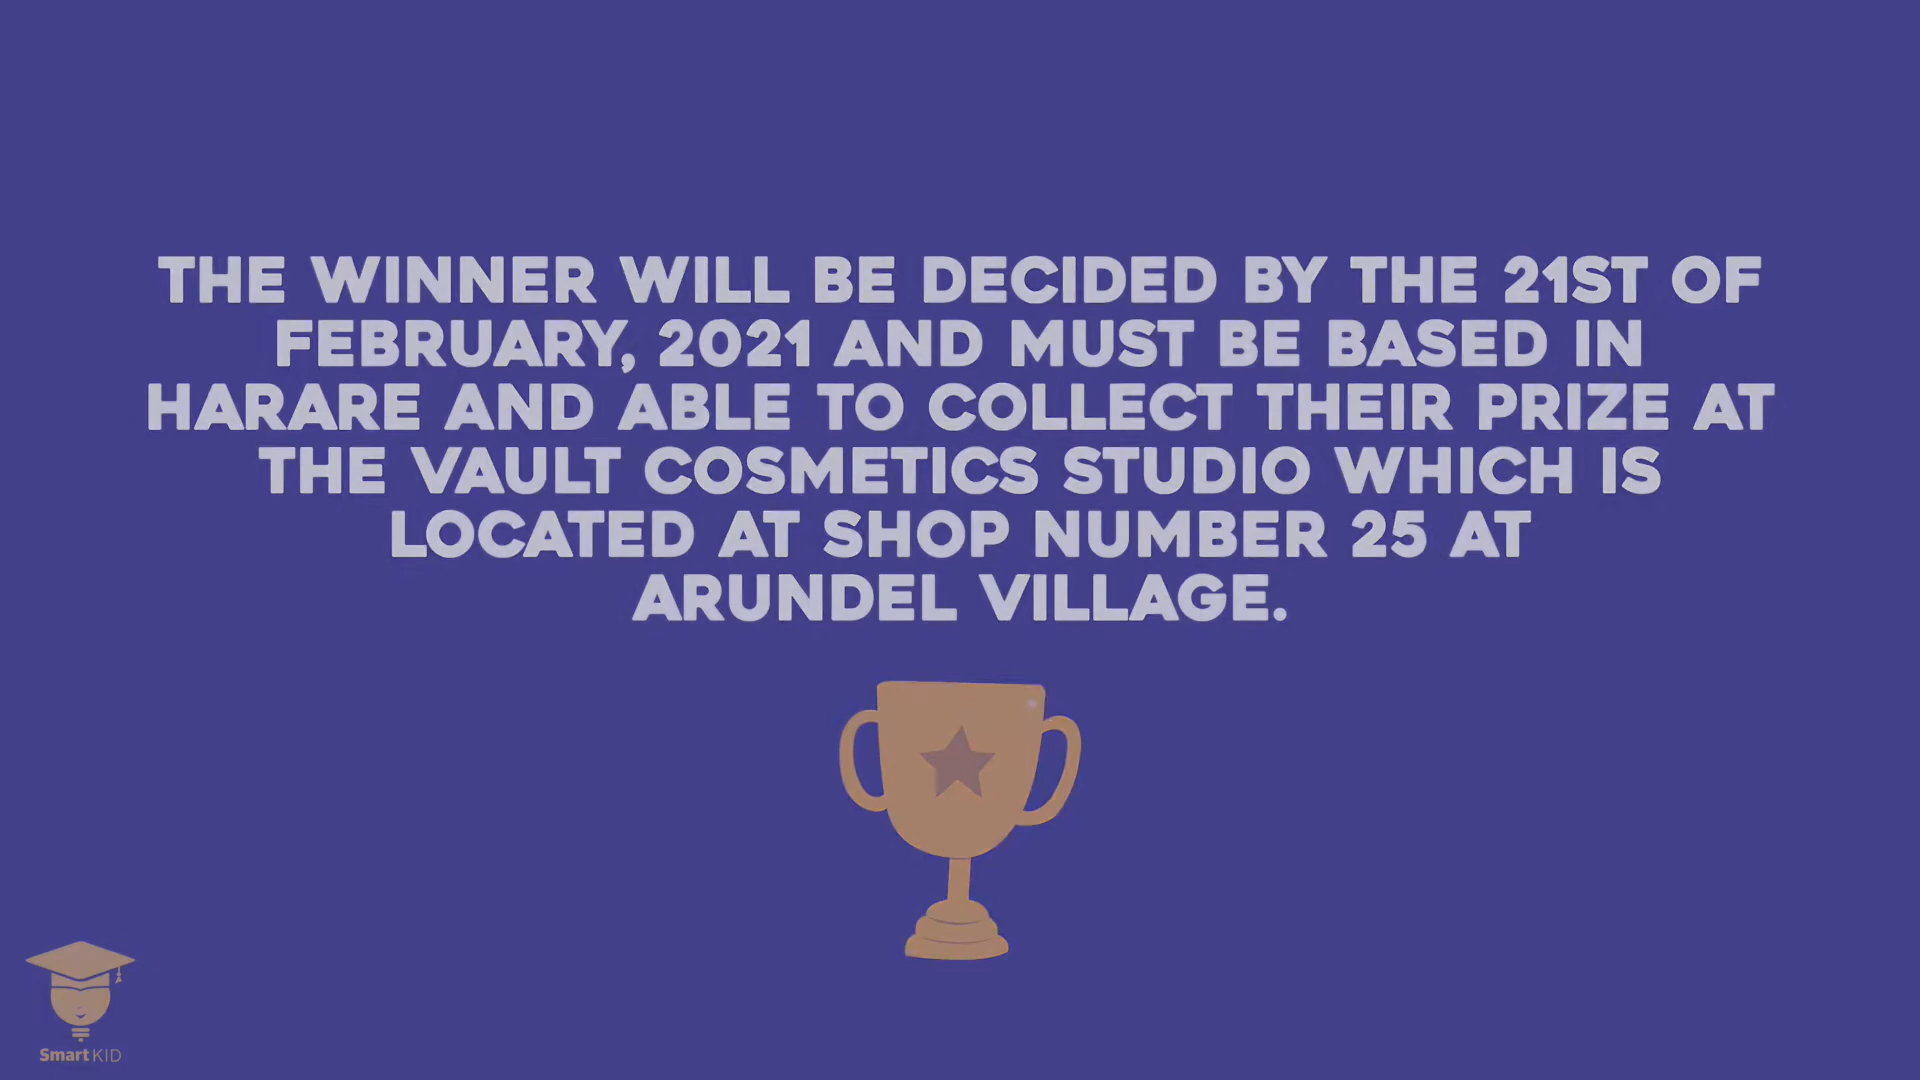 THE WINNER WILL BE DECIDED BY THE 21ST OF
FEBRUARY, 2021 AND MUST BE BASED IN
HARARE AND ABLE TO COLLECT THEIR PRIZE AT
THE VAULT COSMETICS STUDIO WHICH IS
LOCATED AT SHOP NUMBER 25 AT
ARUNDEL VILLAGE.
Smart KID